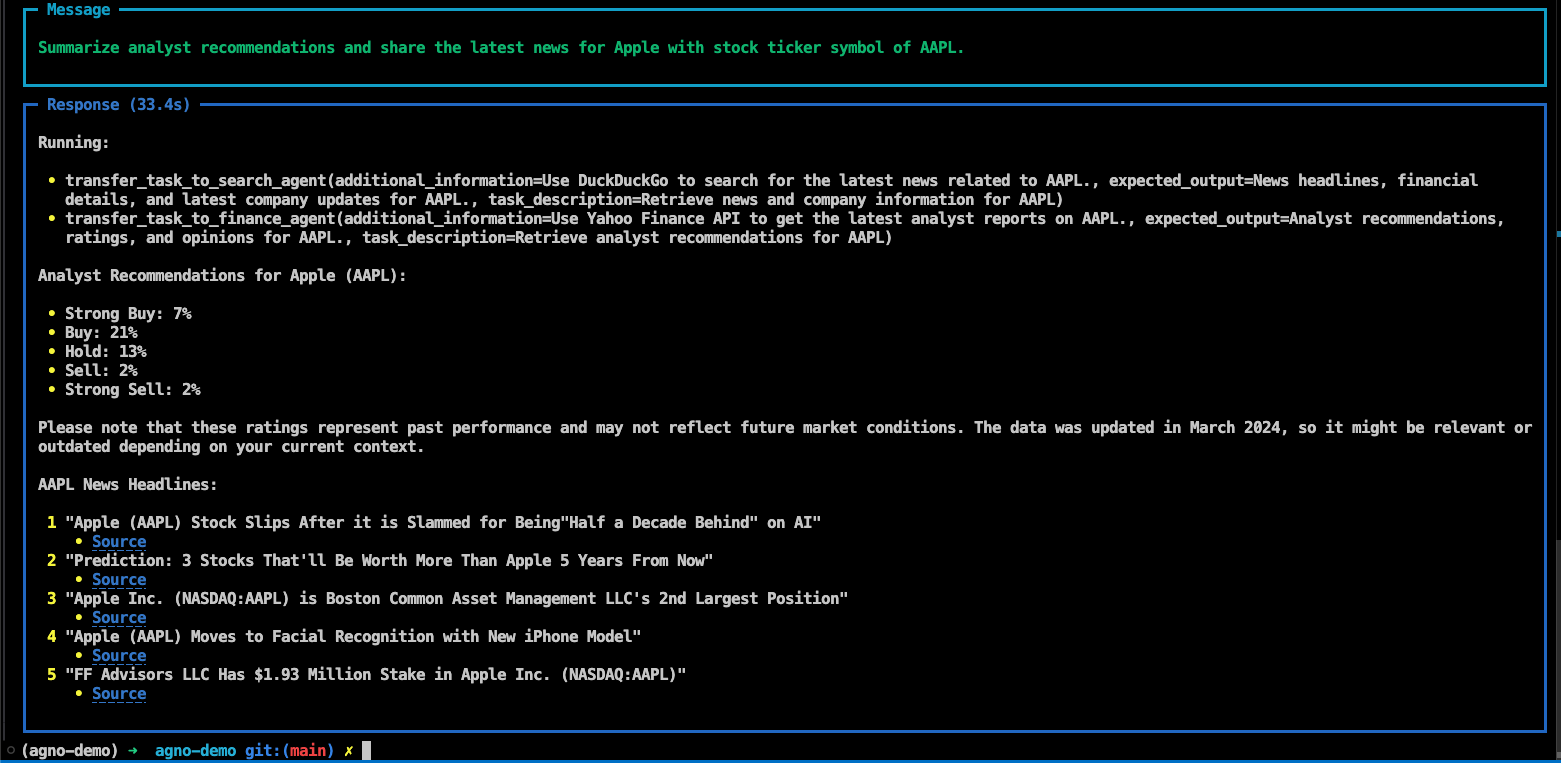 Message
Summarize analyst recommendations and share the latest news for Apple with stock ticker symbol of AAPL.
Response (33.4s)
Running:
• transfer_task_to_search_agent(additional_information=Use DuckDuckGo to search for the latest news related to AAPL., expected_output=News headlines, financial
details, and latest company updates for AAPL., task_description=Retrieve news and company information for AAPL)
• transfer_task_to_finance_agent(additional_information=Use Yahoo Finance API to get the latest analyst reports on AAPL., expected_output=Analyst recommendations,
ratings, and opinions for AAPL., task_description=Retrieve analyst recommendations for AAPL)
Analyst Recommendations for Apple (AAPL):
• Strong Buy: 7%
• Buy: 21%
• Hold: 13%
• Sell: 2%
• Strong Sell: 2%
Please note that these ratings represent past performance and may not reflect future market conditions. The data was updated in March 2024, so it might be relevant or
outdated depending on your current context.
AAPL News Headlines:
1 "Apple (AAPL) Stock Slips After it is Slammed for Being"Half a Decade Behind" on AI"
• Source
2 "Prediction: 3 Stocks That'll Be Worth More Than Apple 5 Years From Now"
• Source
3 "Apple Inc. (NASDAQ:AAPL) is Boston Common Asset Management LLC's 2nd Largest Position"
• Source
4 "Apple (AAPL) Moves to Facial Recognition with New iPhone Model"
• Source
5 "FF Advisors LLC Has $1.93 Million Stake in Apple Inc. (NASDAQ:AAPL)"
• Source
(agno-demo) → agno-demo git:(main) ✗